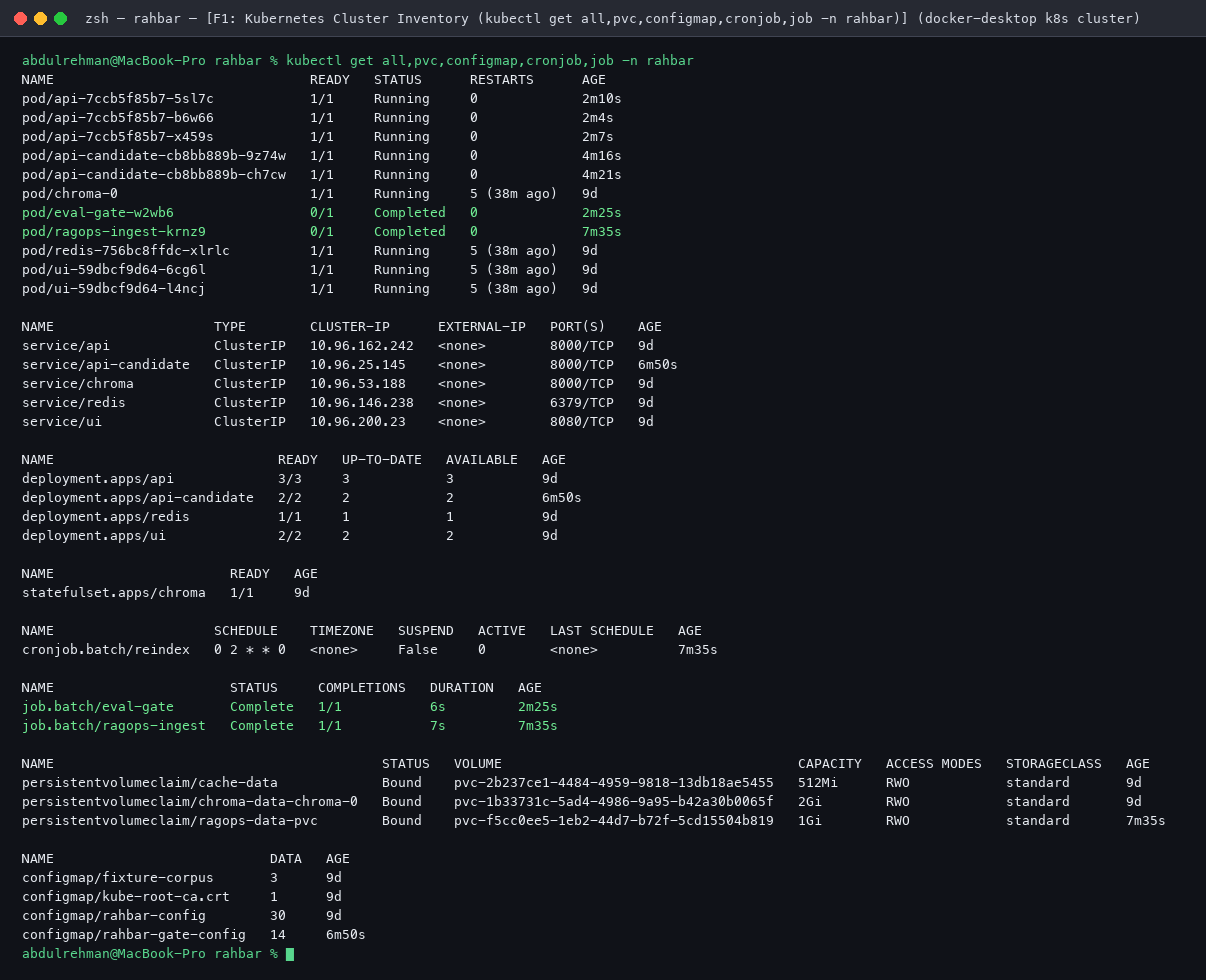 zsh — rahbar — [F1: Kubernetes Cluster Inventory (kubectl get all,pvc,configmap,cronjob,job -n rahbar)] (docker-desktop k8s cluster)
abdulrehman@MacBook-Pro rahbar % kubectl get all,pvc,configmap,cronjob,job -n rahbar
NAME READY STATUS RESTARTS AGE
pod/api-7ccb5f85b7-5sl7c 1/1 Running 0 2m10s
pod/api-7ccb5f85b7-b6w66 1/1 Running 0 2m4s
pod/api-7ccb5f85b7-x459s 1/1 Running 0 2m7s
pod/api-candidate-cb8bb889b-9z74w 1/1 Running 0 4m16s
pod/api-candidate-cb8bb889b-ch7cw 1/1 Running 0 4m21s
pod/chroma-0 1/1 Running 5 (38m ago) 9d
pod/eval-gate-w2wb6 0/1 Completed 0 2m25s
pod/ragops-ingest-krnz9 0/1 Completed 0 7m35s
pod/redis-756bc8ffdc-xlrlc 1/1 Running 5 (38m ago) 9d
pod/ui-59dbcf9d64-6cg6l 1/1 Running 5 (38m ago) 9d
pod/ui-59dbcf9d64-l4ncj 1/1 Running 5 (38m ago) 9d
NAME TYPE CLUSTER-IP EXTERNAL-IP PORT(S) AGE
service/api ClusterIP 10.96.162.242 <none> 8000/TCP 9d
service/api-candidate ClusterIP 10.96.25.145 <none> 8000/TCP 6m50s
service/chroma ClusterIP 10.96.53.188 <none> 8000/TCP 9d
service/redis ClusterIP 10.96.146.238 <none> 6379/TCP 9d
service/ui ClusterIP 10.96.200.23 <none> 8080/TCP 9d
NAME READY UP-TO-DATE AVAILABLE AGE
deployment.apps/api 3/3 3 3 9d
deployment.apps/api-candidate 2/2 2 2 6m50s
deployment.apps/redis 1/1 1 1 9d
deployment.apps/ui 2/2 2 2 9d
NAME READY AGE
statefulset.apps/chroma 1/1 9d
NAME SCHEDULE TIMEZONE SUSPEND ACTIVE LAST SCHEDULE AGE
cronjob.batch/reindex 0 2 * * 0 <none> False 0 <none> 7m35s
NAME STATUS COMPLETIONS DURATION AGE
job.batch/eval-gate Complete 1/1 6s 2m25s
job.batch/ragops-ingest Complete 1/1 7s 7m35s
NAME STATUS VOLUME CAPACITY ACCESS MODES STORAGECLASS AGE
persistentvolumeclaim/cache-data Bound pvc-2b237ce1-4484-4959-9818-13db18ae5455 512Mi RWO standard 9d
persistentvolumeclaim/chroma-data-chroma-0 Bound pvc-1b33731c-5ad4-4986-9a95-b42a30b0065f 2Gi RWO standard 9d
persistentvolumeclaim/ragops-data-pvc Bound pvc-f5cc0ee5-1eb2-44d7-b72f-5cd15504b819 1Gi RWO standard 7m35s
NAME DATA AGE
configmap/fixture-corpus 3 9d
configmap/kube-root-ca.crt 1 9d
configmap/rahbar-config 30 9d
configmap/rahbar-gate-config 14 6m50s
abdulrehman@MacBook-Pro rahbar %